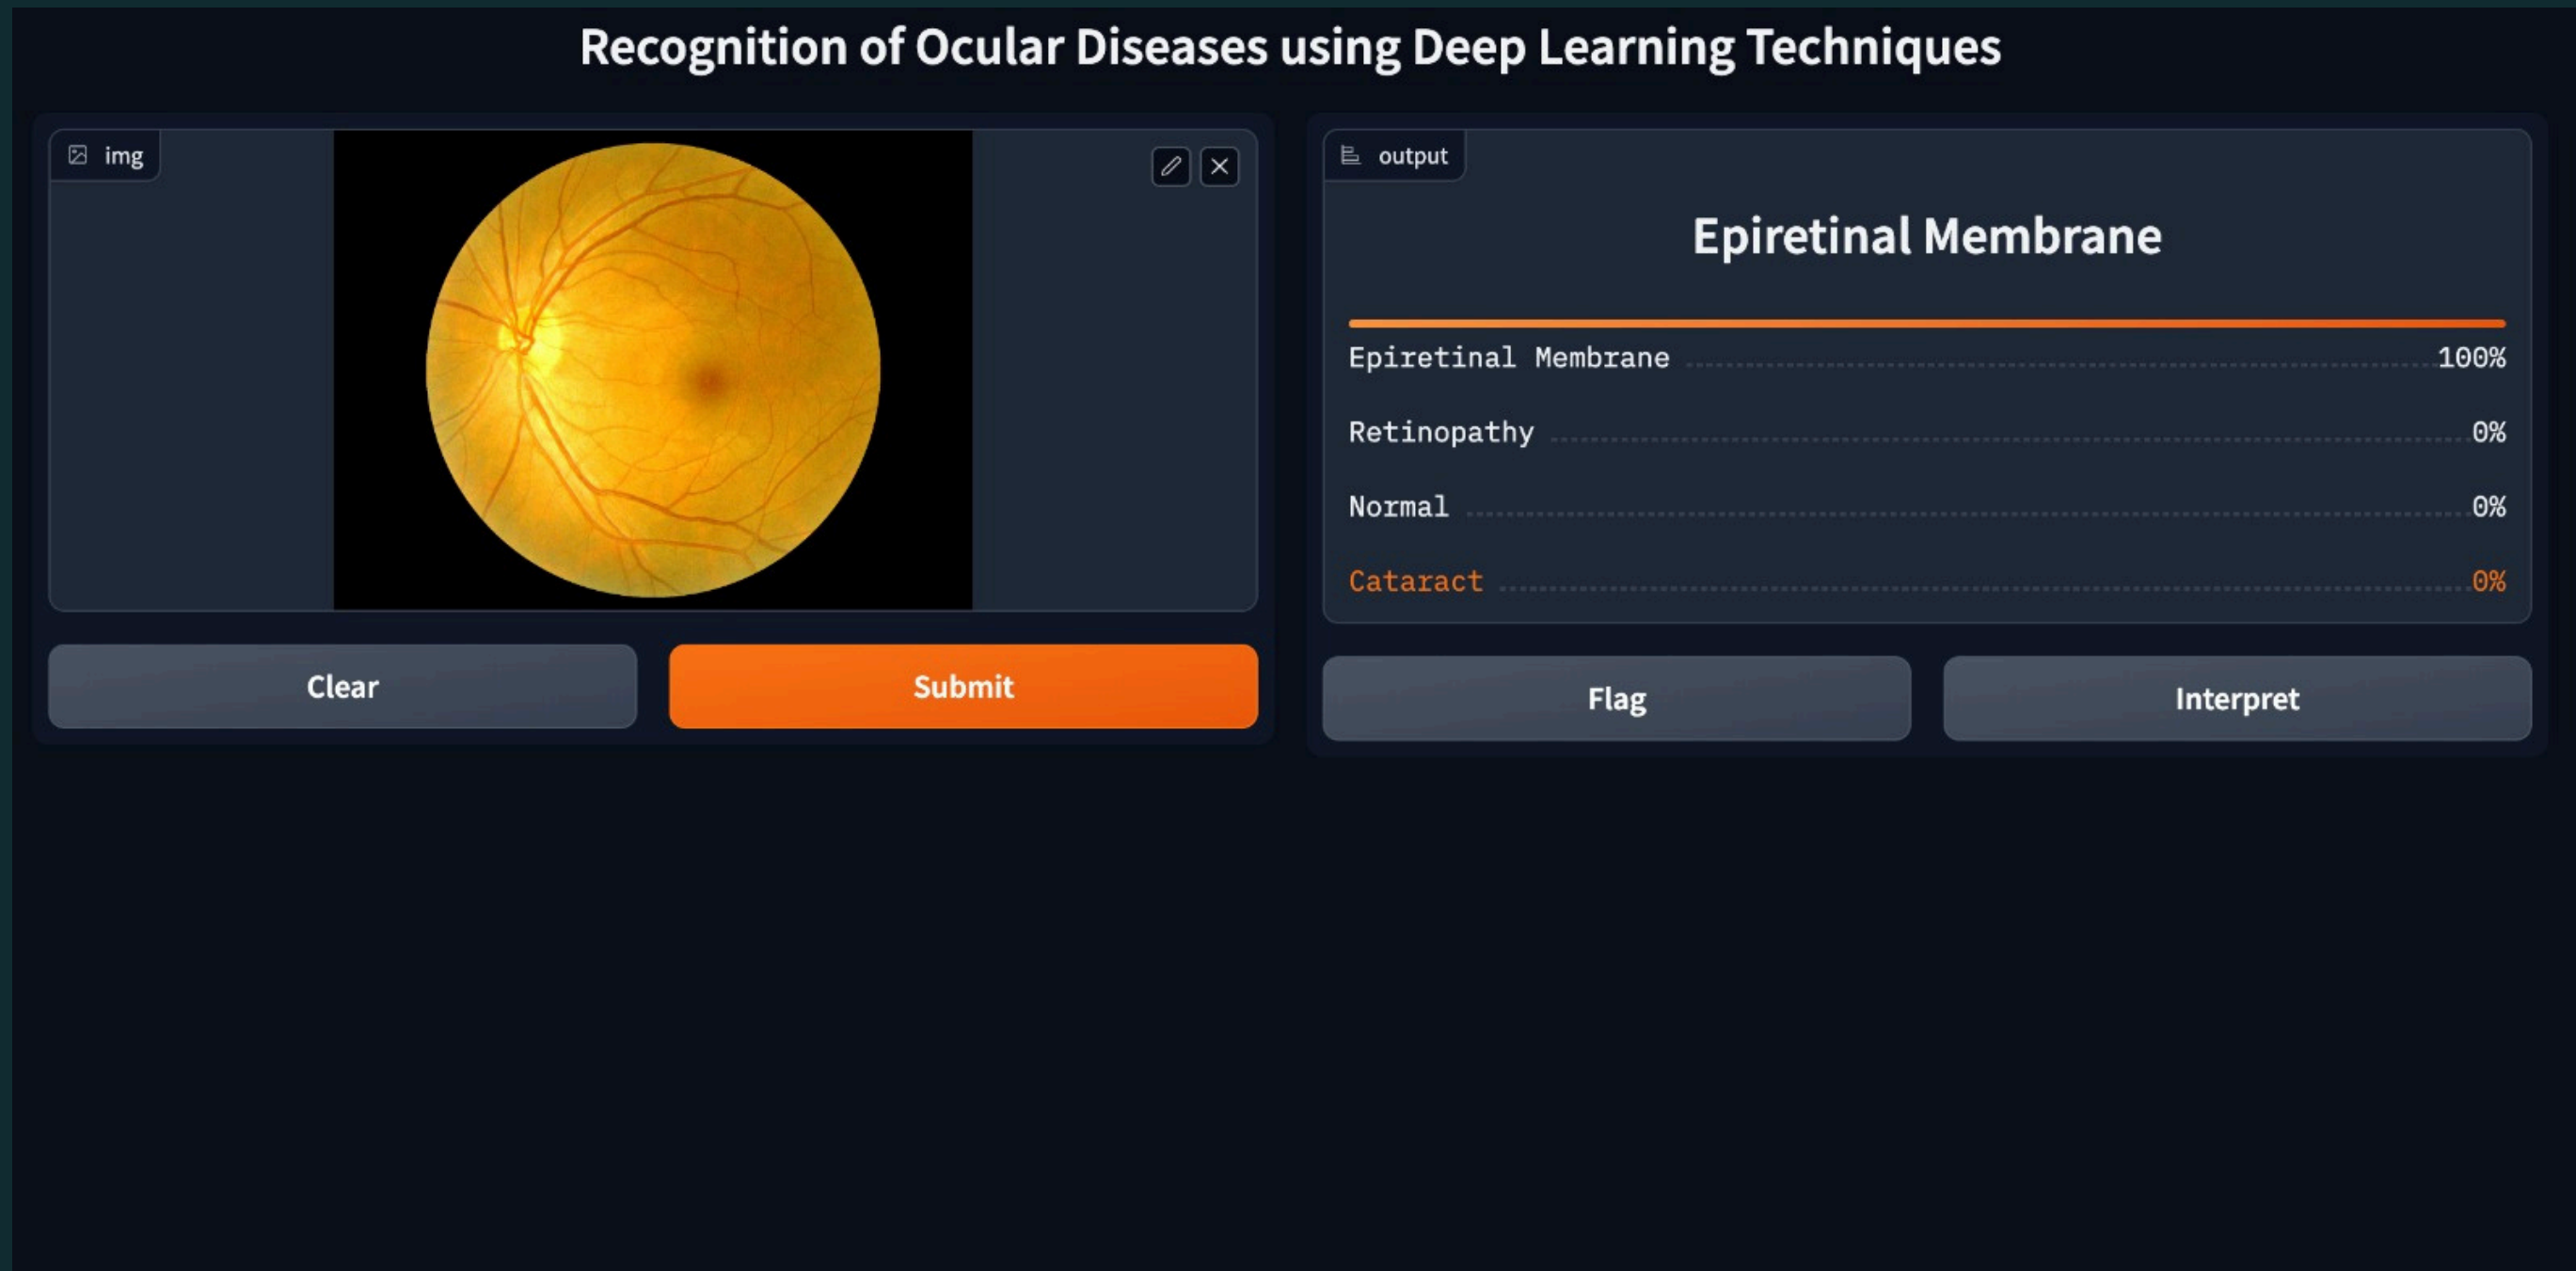 Recognition of Ocular Diseases using Deep Learning Techniques
img
Clear
Submit
output
Epiretinal Membrane
Epiretinal Membrane 100%
Retinopathy 0%
Normal 0%
Cataract 0%
Flag
Interpret